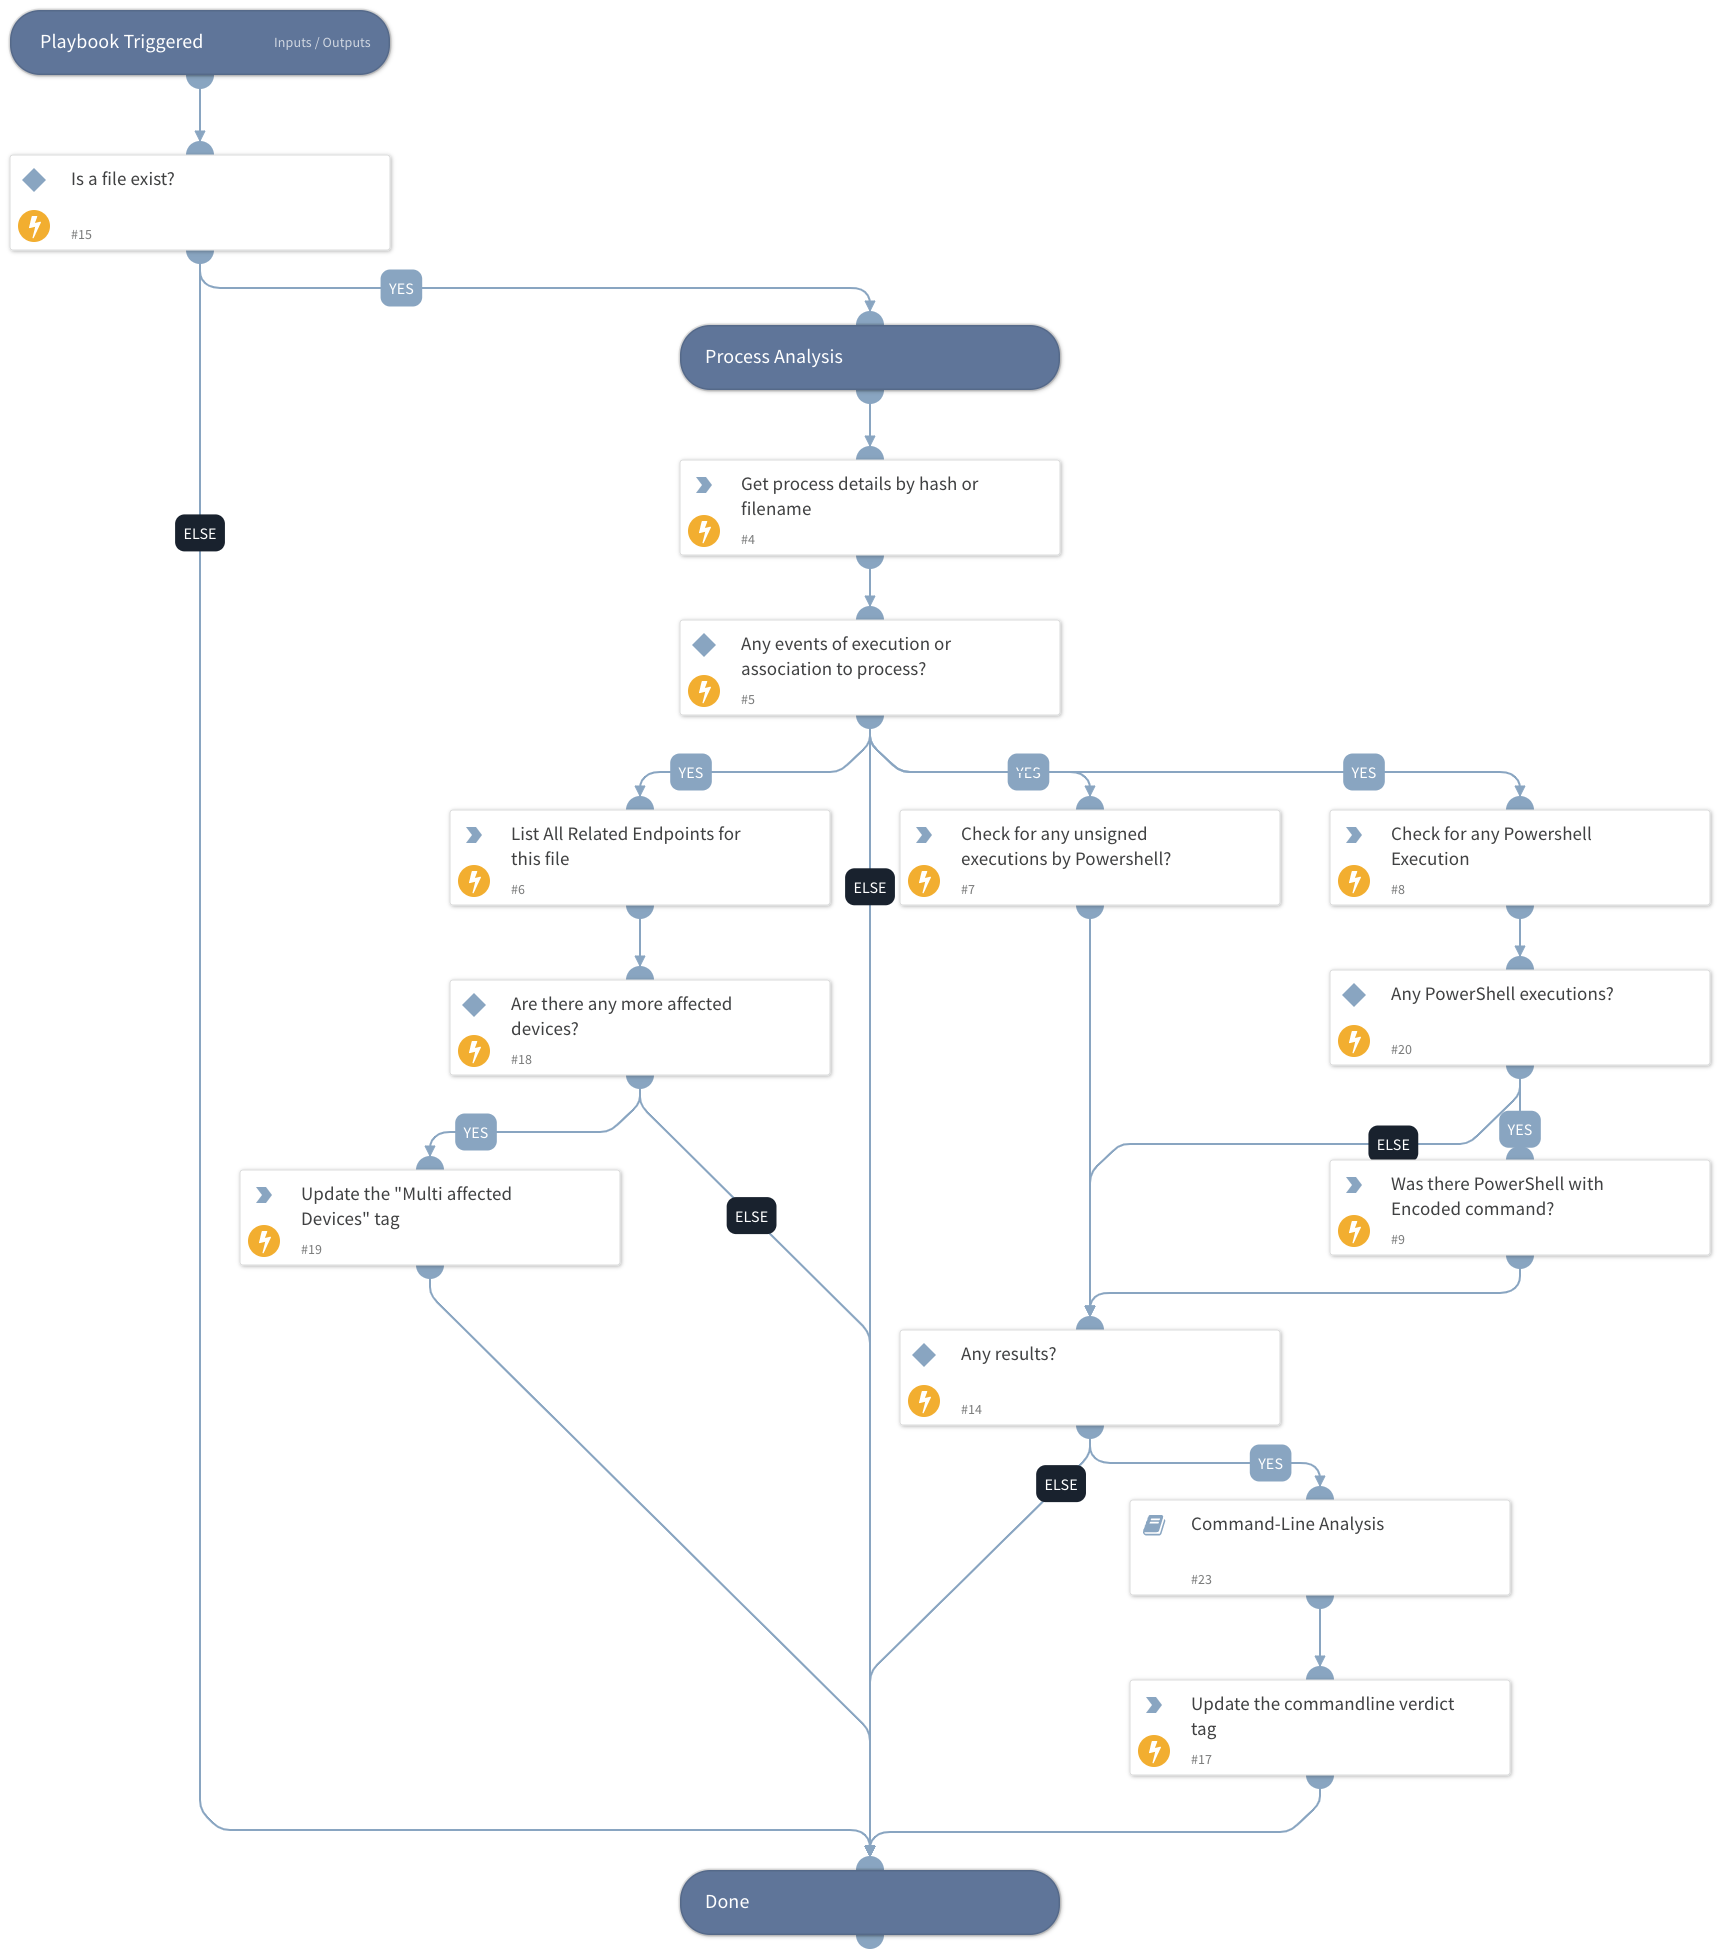 Playbook Triggered
Inputs / Outputs
Is a file exist?
#15
YES
Process Analysis
Get process details by hash or
filename
#4
ELSE
Any events of execution or
association to process?
#5
YES
YES
YES
List All Related Endpoints for
this file
#6
ELSE
Check for any unsigned
executions by Powershell?
#7
Check for any Powershell
Execution
#8
Are there any more affected
devices?
#18
Any PowerShell executions?
#20
YES
YES
ELSE
Update the "Multi affected
Devices" tag
#19
ELSE
Was there PowerShell with
Encoded command?
#9
Any results?
#14
YES
ELSE
Command-Line Analysis
#23
Update the commandline verdict
tag
#17
Done